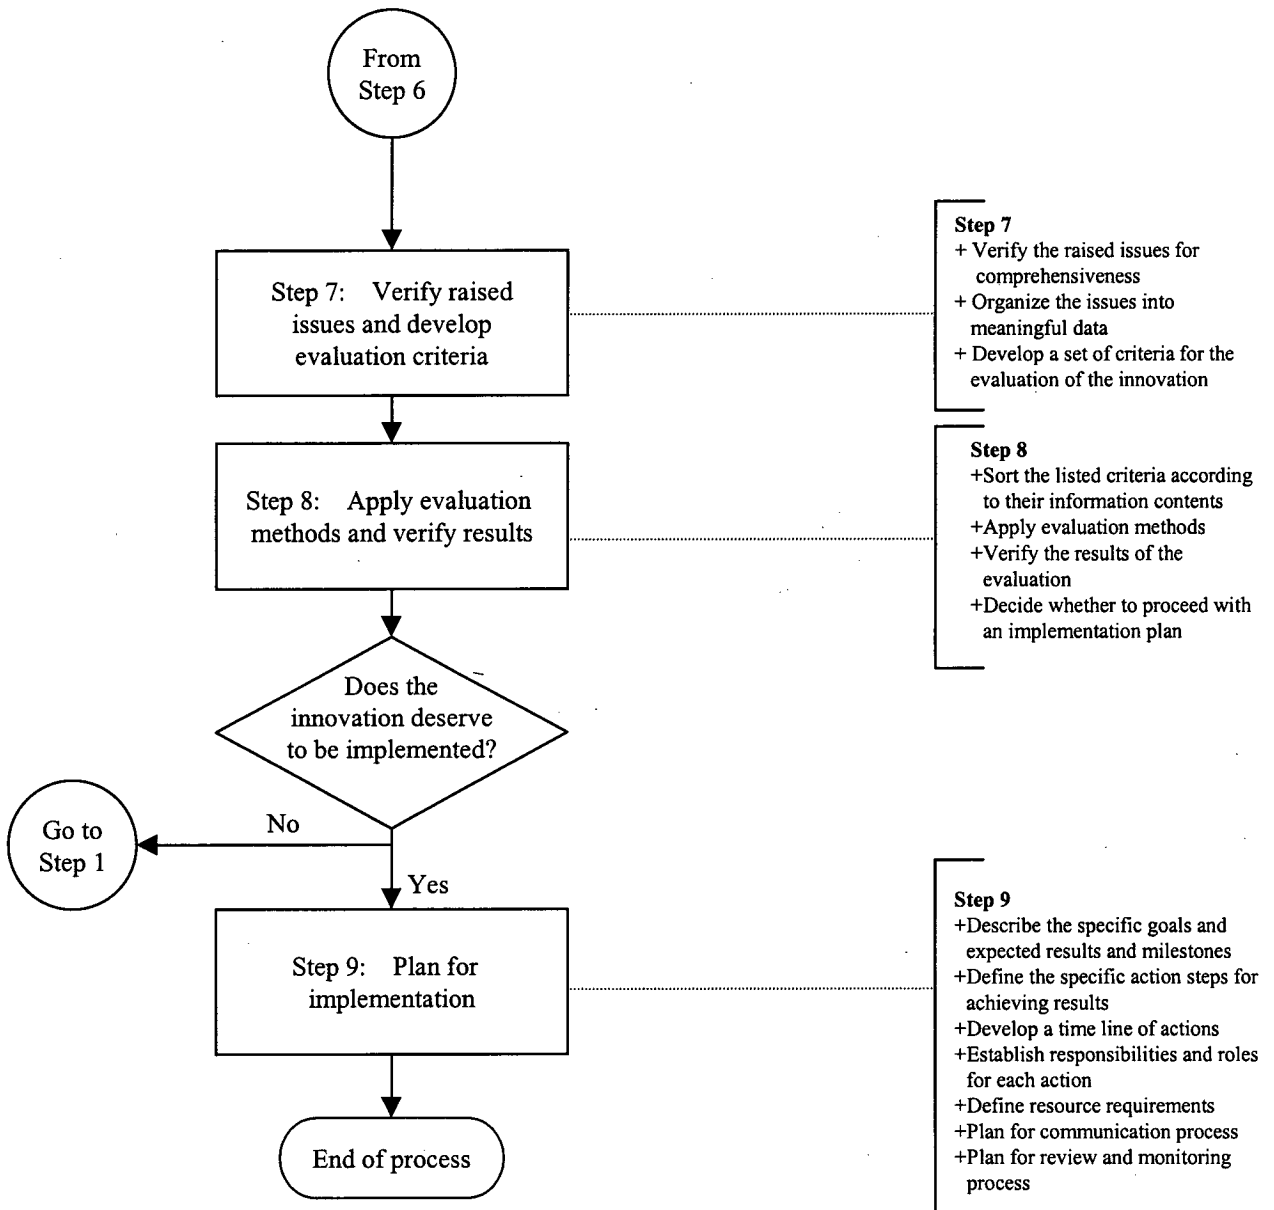 From
Step 6
Step 7: Verify raised
issues and develop
evaluation criteria
Step 7
+ Verify the raised issues for
comprehensiveness
+ Organize the issues into
meaningful data
+ Develop a set of criteria for the
evaluation of the innovation
Step 8: Apply evaluation
methods and verify results
Step 8
+Sort the listed criteria according
to their information contents
+Apply evaluation methods
+Verify the results of the
evaluation
+Decide whether to proceed with
an implementation plan
Does the
innovation deserve
to be implemented?
No
Go to
Step 1
Yes
Step 9: Plan for
implementation
Step 9
+Describe the specific goals and
expected results and milestones
+Define the specific action steps for
achieving results
+Develop a time line of actions
+Establish responsibilities and roles
for each action
+Define resource requirements
+Plan for communication process
+Plan for review and monitoring
process
End of process